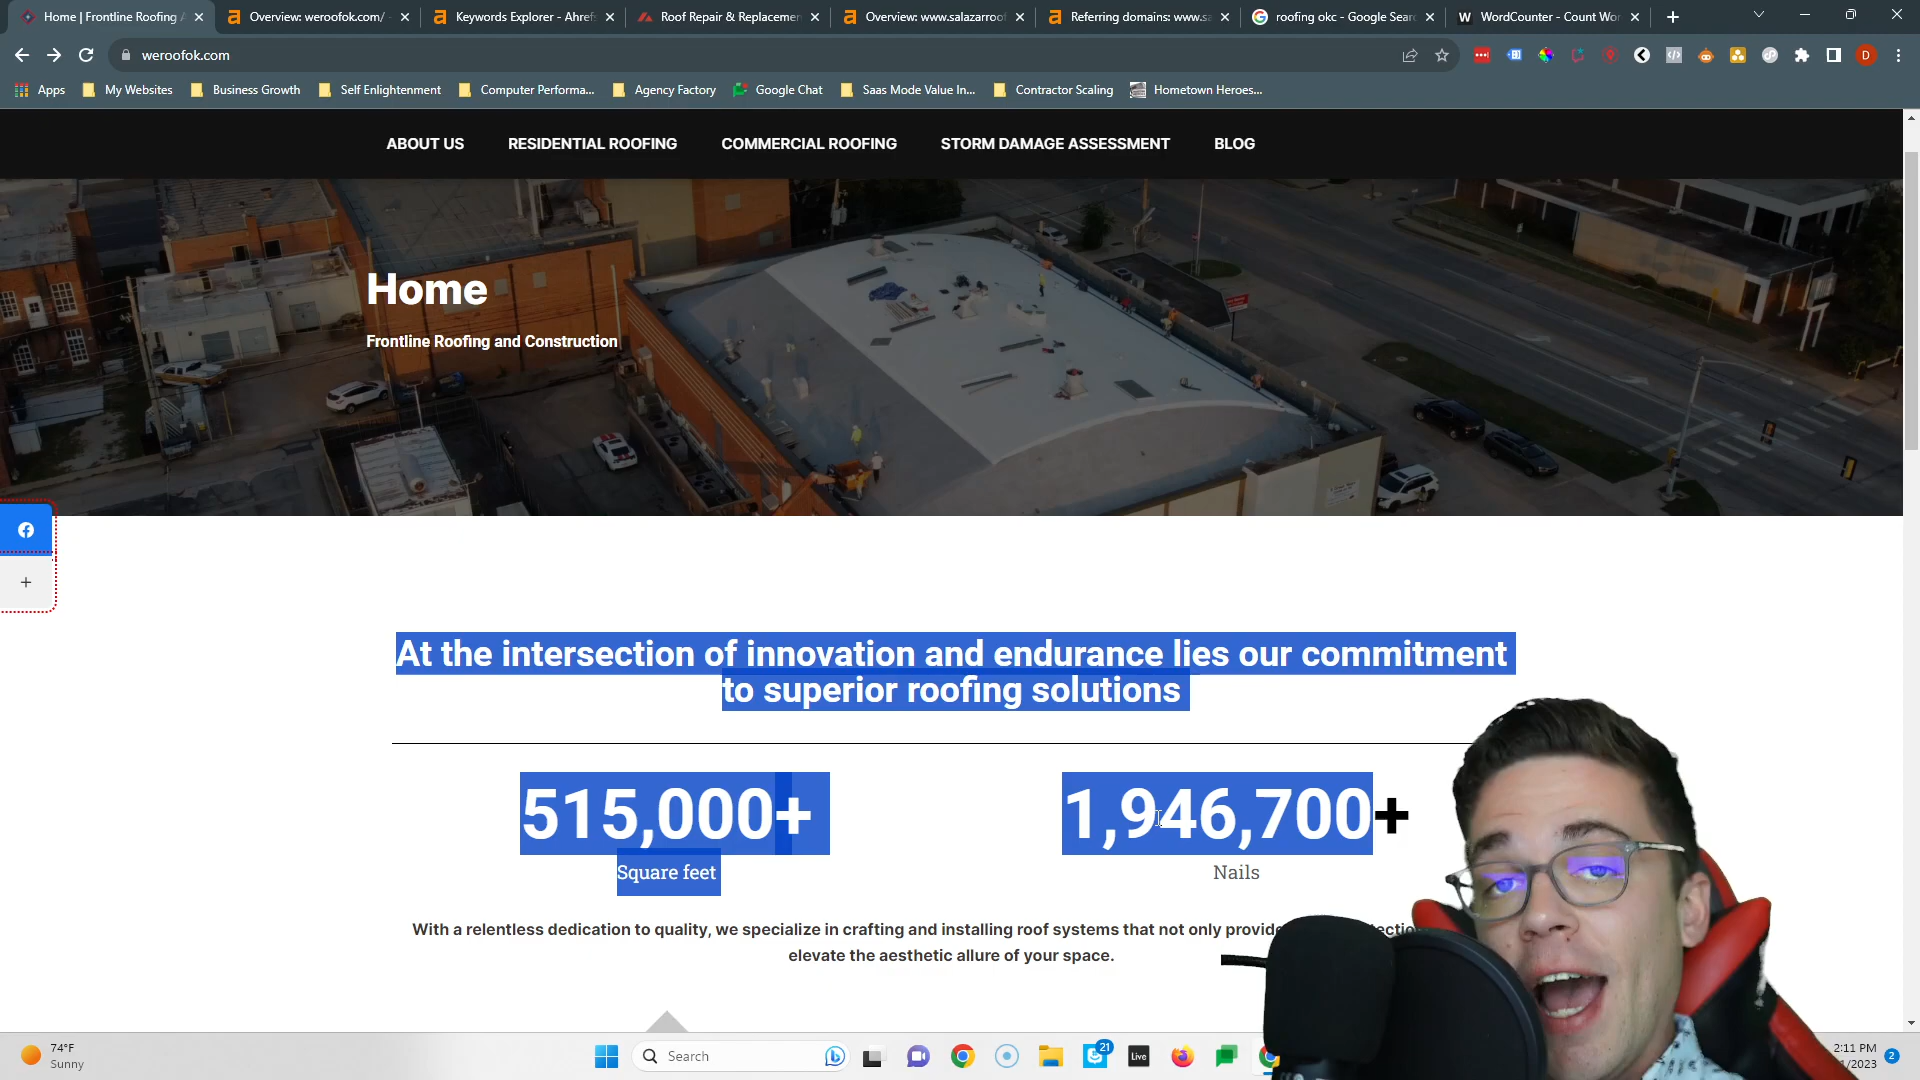 Home | Frontline Roofing
Overview: weroofok.com/
Keywords Explorer - Ahrefs
Roof Repair & Replacemen
Overview: www.salazarroof
Referring domains: www.sa
roofing okc - Google Sear
WordCounter - Count Wor
weroofok.com
D
Apps
My Websites
Business Growth
Self Enlightenment
Computer Performa...
Agency Factory
Google Chat
Saas Mode Value In...
Contractor Scaling
Hometown Heroes...
ABOUT US
RESIDENTIAL ROOFING
COMMERCIAL ROOFING
STORM DAMAGE ASSESSMENT
BLOG
Home
Frontline Roofing and Construction
At the intersection of innovation and endurance lies our commitment
to superior roofing solutions
515,000+
1,946,700+
Square feet
Nails
With a relentless dedication to quality, we specialize in crafting and installing roof systems that not only provide
elevate the aesthetic allure of your space.
74°F
Sunny
Search
21
Live
2:11 PM
/2023
2